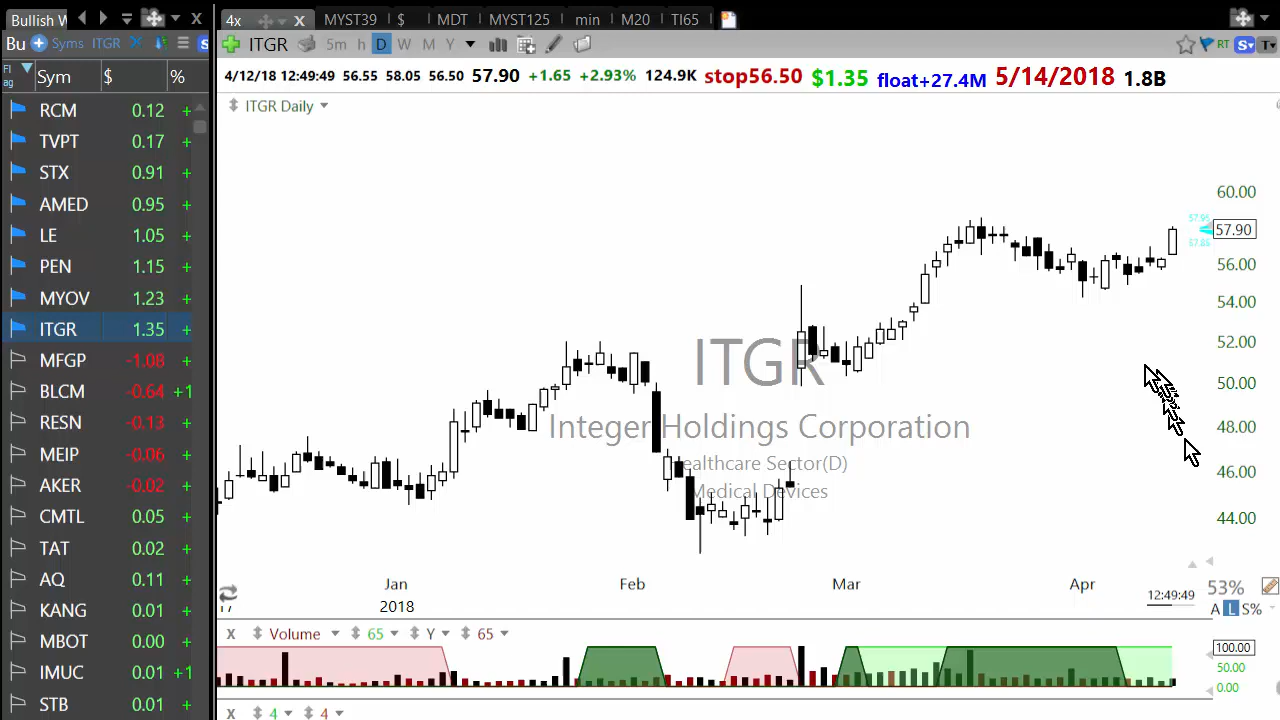 Bullish W
4x MYST39 $ MDT MYST125 min M20 TI65
Bu Syms ITGR
ITGR 5m h D W M Y
RT S T
Fl ag Sym $ %
4/12/18 12:49:49 56.55 58.05 56.50 57.90 +1.65 +2.93% 124.9K stop56.50 $1.35 float+27.4M 5/14/2018 1.8B
ITGR Daily
RCM 0.12 +
TVPT 0.17 +
STX 0.91 +
AMED 0.95 +
LE 1.05 +
PEN 1.15 +
MYOV 1.23 +
ITGR 1.35 +
MFGP -1.08 +
BLCM -0.64 +1
RESN -0.13 +
MEIP -0.06 +
AKER -0.02 +
CMTL 0.05 +
TAT 0.02 +
AQ 0.11 +
KANG 0.01 +
MBOT 0.00 +
IMUC 0.01 +1
STB 0.01 +
60.00
57.90
56.00
54.00
52.00
50.00
48.00
46.00
44.00
ITGR
Integer Holdings Corporation
Healthcare Sector(D)
Medical Devices
Jan Feb Mar Apr
17 2018
12:49:49
53%
A L S%
X Volume 65 Y 65
100.00
50.00
0.00
X 4 4